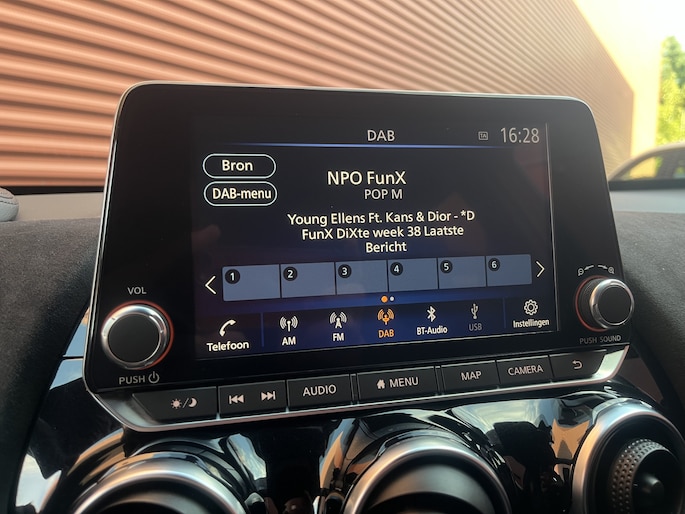 DAB
TA
16:28
Bron
NPO FunX
POP M
DAB-menu
Young Ellens Ft. Kans & Dior - *D
FunX DiXte week 38 Laatste
Bericht
1 2 3 4 5 6
Telefoon AM FM DAB BT-Audio USB Instellingen
VOL
PUSH
PUSH SOUND
AUDIO MENU MAP CAMERA